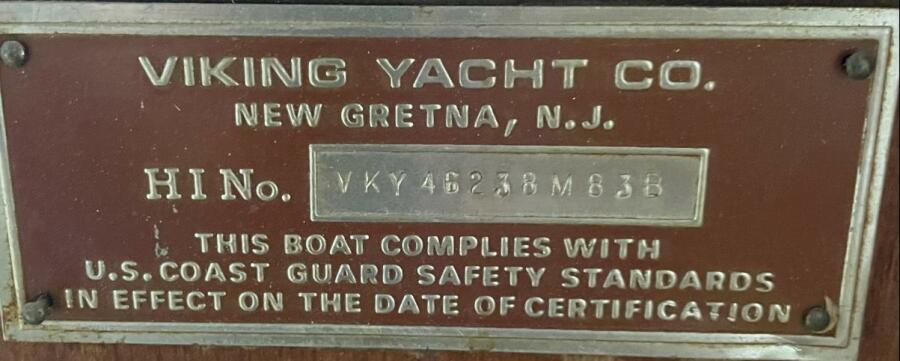 VIKING YACHT CO.
NEW GRETNA, N.J.
HI No. VKY46238M83B
THIS BOAT COMPLIES WITH
U.S. COAST GUARD SAFETY STANDARDS
IN EFFECT ON THE DATE OF CERTIFICATION